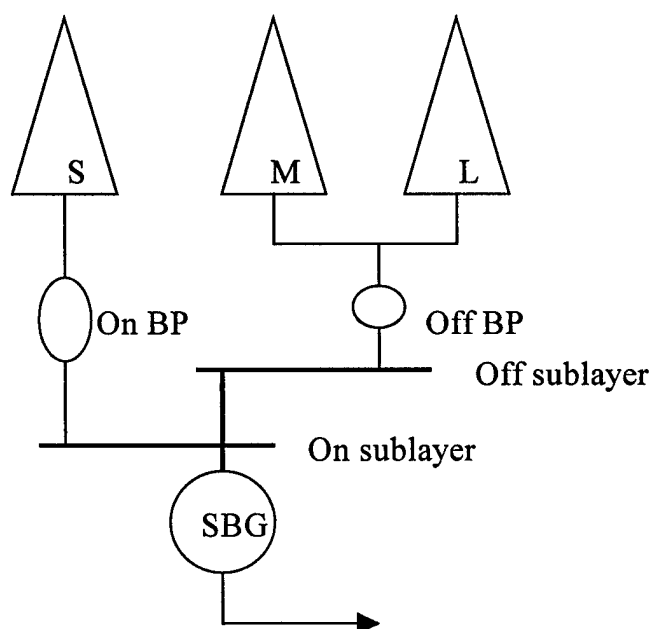 S
M
L
On BP
Off BP
Off sublayer
On sublayer
SBG